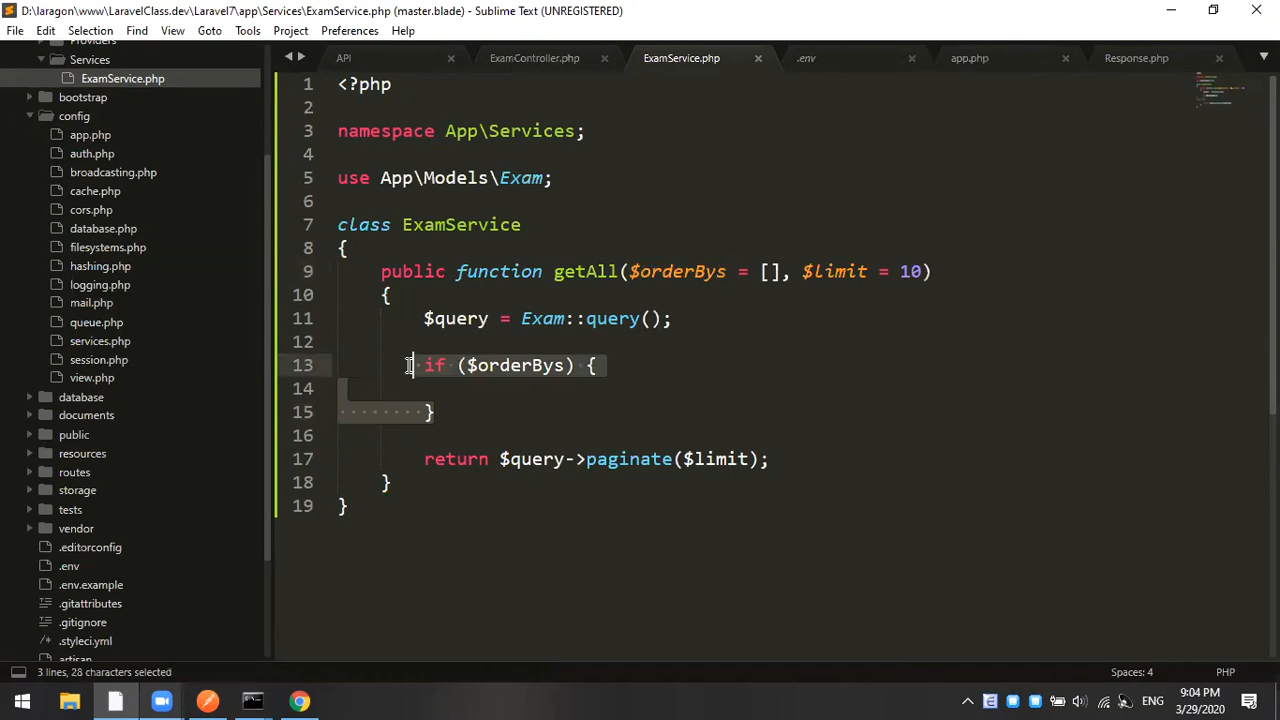 D:\laragon\www\LaravelClass.dev\Laravel7\app\Services\ExamService.php (master.blade) - Sublime Text (UNREGISTERED)
File Edit Selection Find View Goto Tools Project Preferences Help
API ExamController.php ExamService.php .env app.php Response.php
Providers
Services
ExamService.php
bootstrap
config
app.php
auth.php
broadcasting.php
cache.php
cors.php
database.php
filesystems.php
hashing.php
logging.php
mail.php
queue.php
services.php
session.php
view.php
database
documents
public
resources
routes
storage
tests
vendor
.editorconfig
.env
.env.example
.gitattributes
.gitignore
.styleci.yml
artisan
1 <?php
2
3 namespace App\Services;
4
5 use App\Models\Exam;
6
7 class ExamService
8 {
9 public function getAll($orderBys = [], $limit = 10)
10 {
11 $query = Exam::query();
12
13 if ($orderBys) {
14
15 }
16
17 return $query->paginate($limit);
18 }
19 }
3 lines, 28 characters selected Spaces: 4 PHP
ENG 9:04 PM
3/29/2020